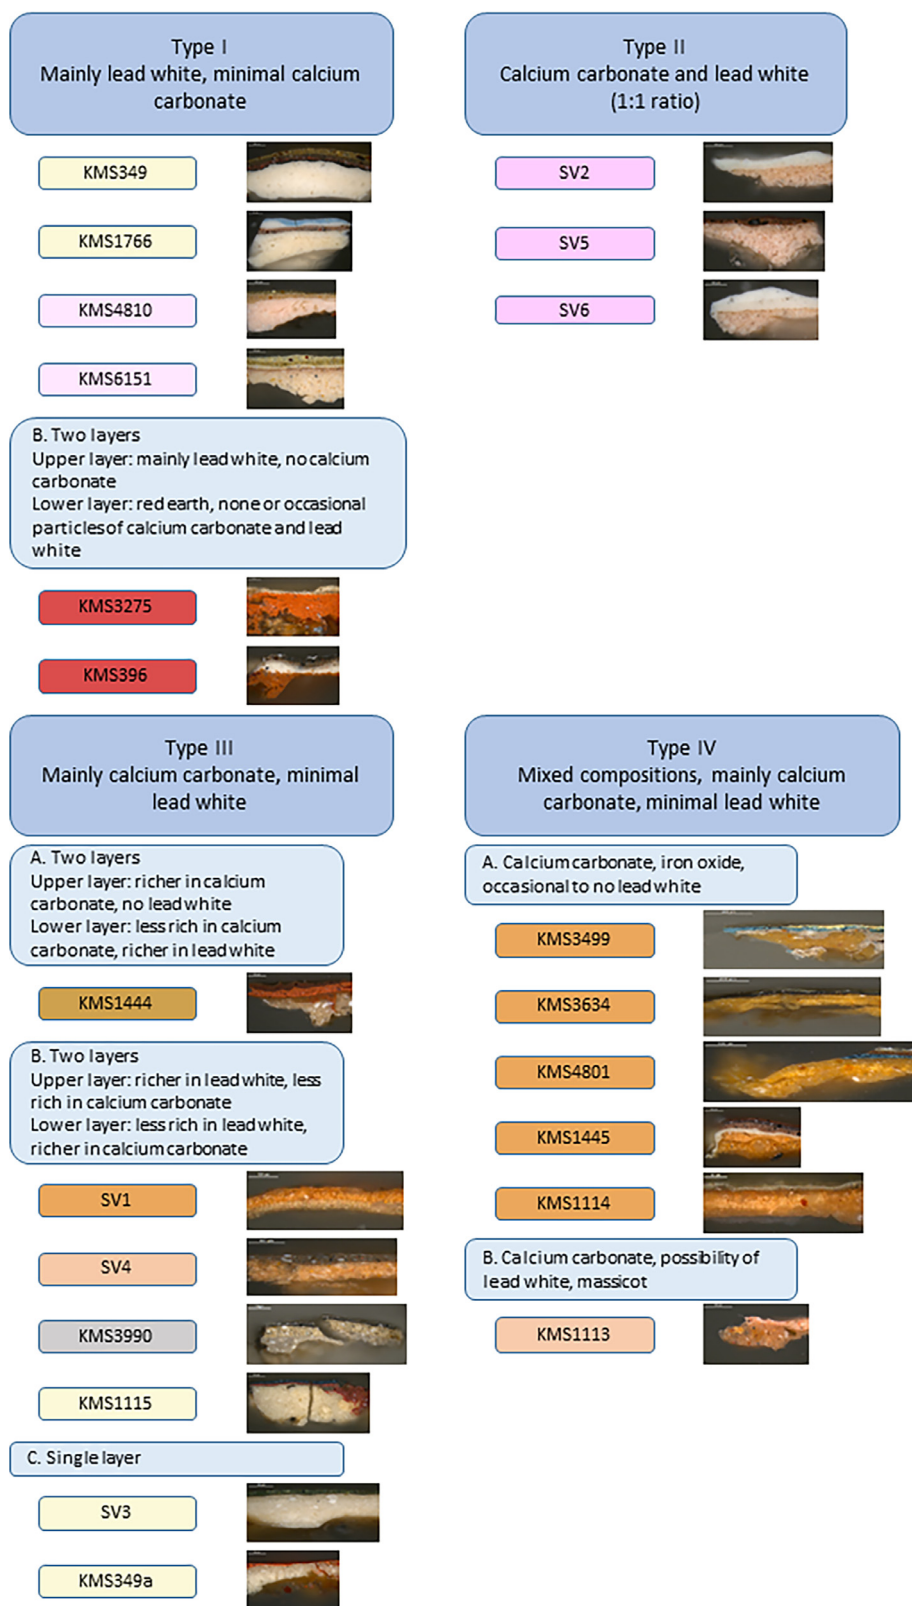 Type I
Mainly lead white, minimal calcium
carbonate
KMS349
KMS1766
KMS4810
KMS6151
B. Two layers
Upper layer: mainly lead white, no calcium
carbonate
Lower layer: red earth, none or occasional
particles of calcium carbonate and lead
white
KMS3275
KMS396
Type II
Calcium carbonate and lead white
(1:1 ratio)
SV2
SV5
SV6
Type III
Mainly calcium carbonate, minimal
lead white
A. Two layers
Upper layer: richer in calcium
carbonate, no lead white
Lower layer: less rich in calcium
carbonate, richer in lead white
KMS1444
B. Two layers
Upper layer: richer in lead white, less
rich in calcium carbonate
Lower layer: less rich in lead white,
richer in calcium carbonate
SV1
SV4
KMS3990
KMS1115
C. Single layer
SV3
KMS349a
Type IV
Mixed compositions, mainly calcium
carbonate, minimal lead white
A. Calcium carbonate, iron oxide,
occasional to no lead white
KMS3499
KMS3634
KMS4801
KMS1445
KMS1114
B. Calcium carbonate, possibility of
lead white, massicot
KMS1113